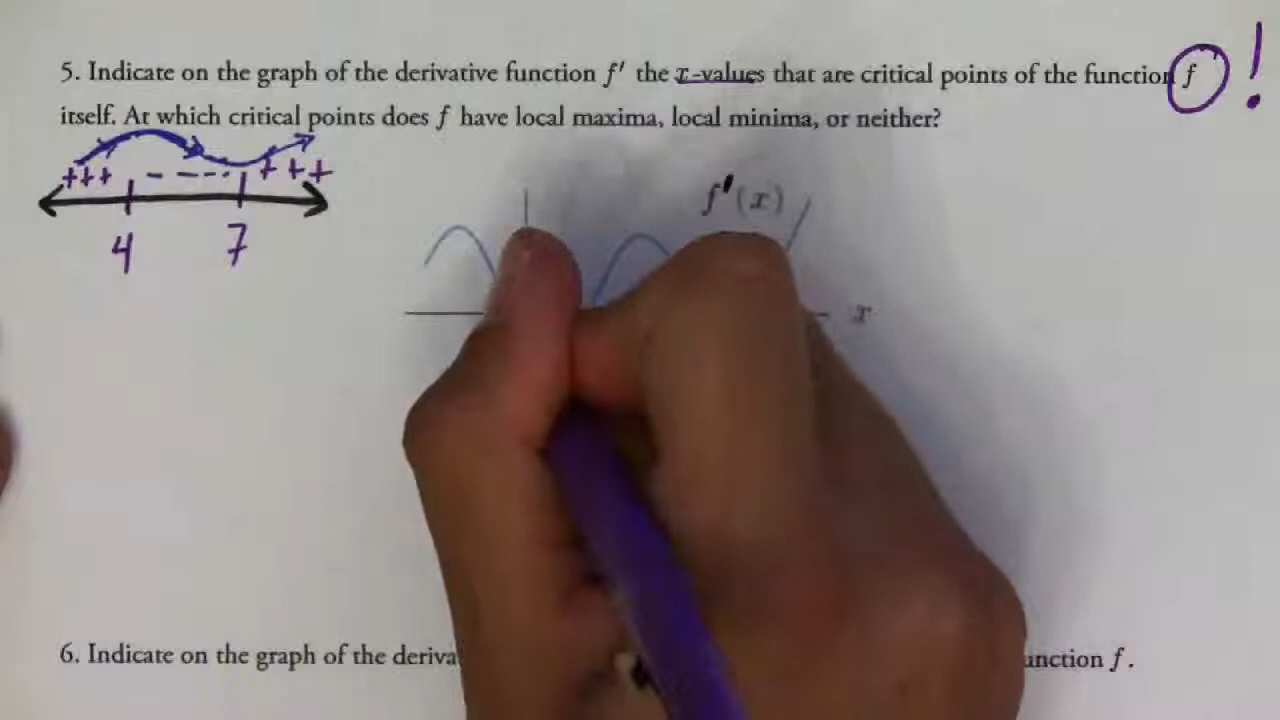 5. Indicate on the graph of the derivative function f′ the x-values that are critical points of the function f !
itself. At which critical points does f have local maxima, local minima, or neither?
+++ − − − − + + +
4 7
f′(x)
x
6. Indicate on the graph of the deriva
unction f.